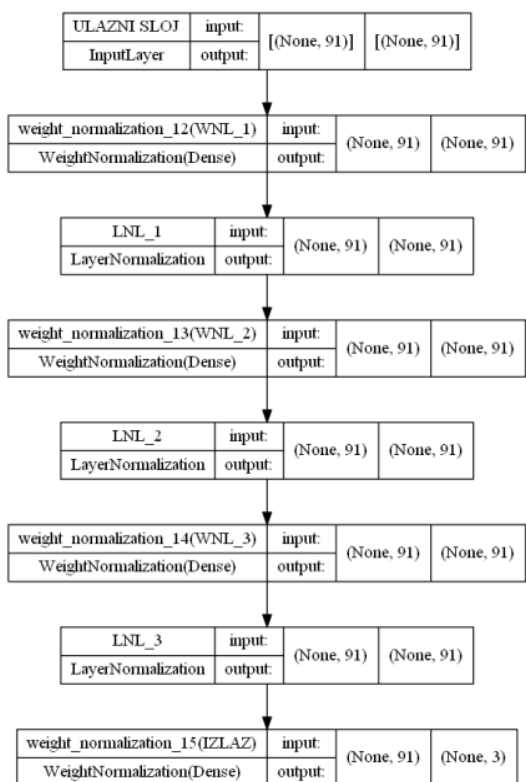 ULAZNI SLOJ input: [(None, 91)] [(None, 91)]
InputLayer output:
weight_normalization_12(WNL_1) input: (None, 91) (None, 91)
WeightNormalization(Dense) output:
LNL_1 input: (None, 91) (None, 91)
LayerNormalization output:
weight_normalization_13(WNL_2) input: (None, 91) (None, 91)
WeightNormalization(Dense) output:
LNL_2 input: (None, 91) (None, 91)
LayerNormalization output:
weight_normalization_14(WNL_3) input: (None, 91) (None, 91)
WeightNormalization(Dense) output:
LNL_3 input: (None, 91) (None, 91)
LayerNormalization output:
weight_normalization_15(IZLAZ) input: (None, 91) (None, 3)
WeightNormalization(Dense) output: